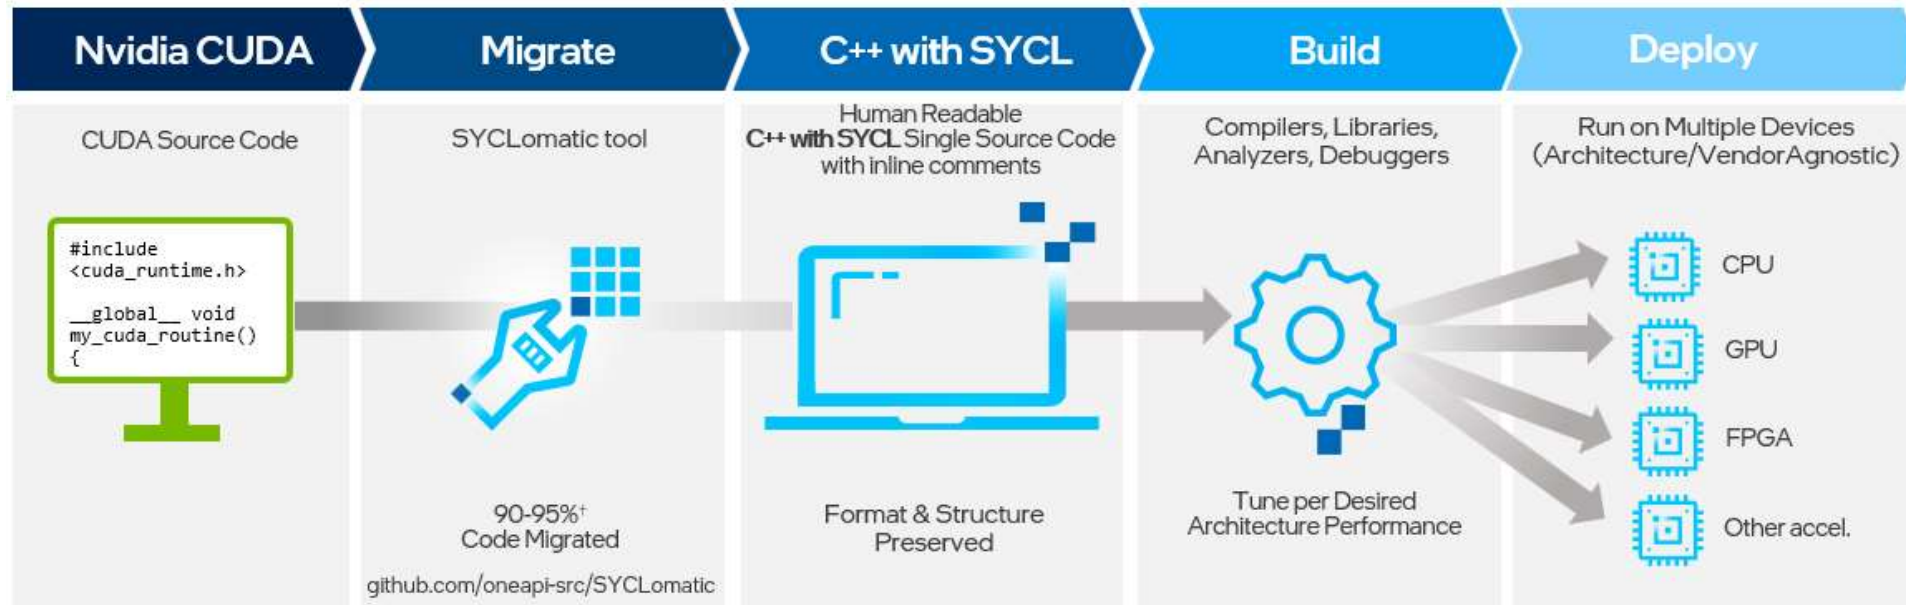 Nvidia CUDA
Migrate
C++ with SYCL
Build
Deploy
CUDA Source Code
#include
<cuda_runtime.h>
__global__ void
my_cuda_routine()
{
SYCLomatic tool
90-95%†
Code Migrated
github.com/oneapi-src/SYCLomatic
Human Readable
C++ with SYCL Single Source Code
with inline comments
Format & Structure
Preserved
Compilers, Libraries,
Analyzers, Debuggers
Tune per Desired
Architecture Performance
Run on Multiple Devices
(Architecture/VendorAgnostic)
CPU
GPU
FPGA
Other accel.